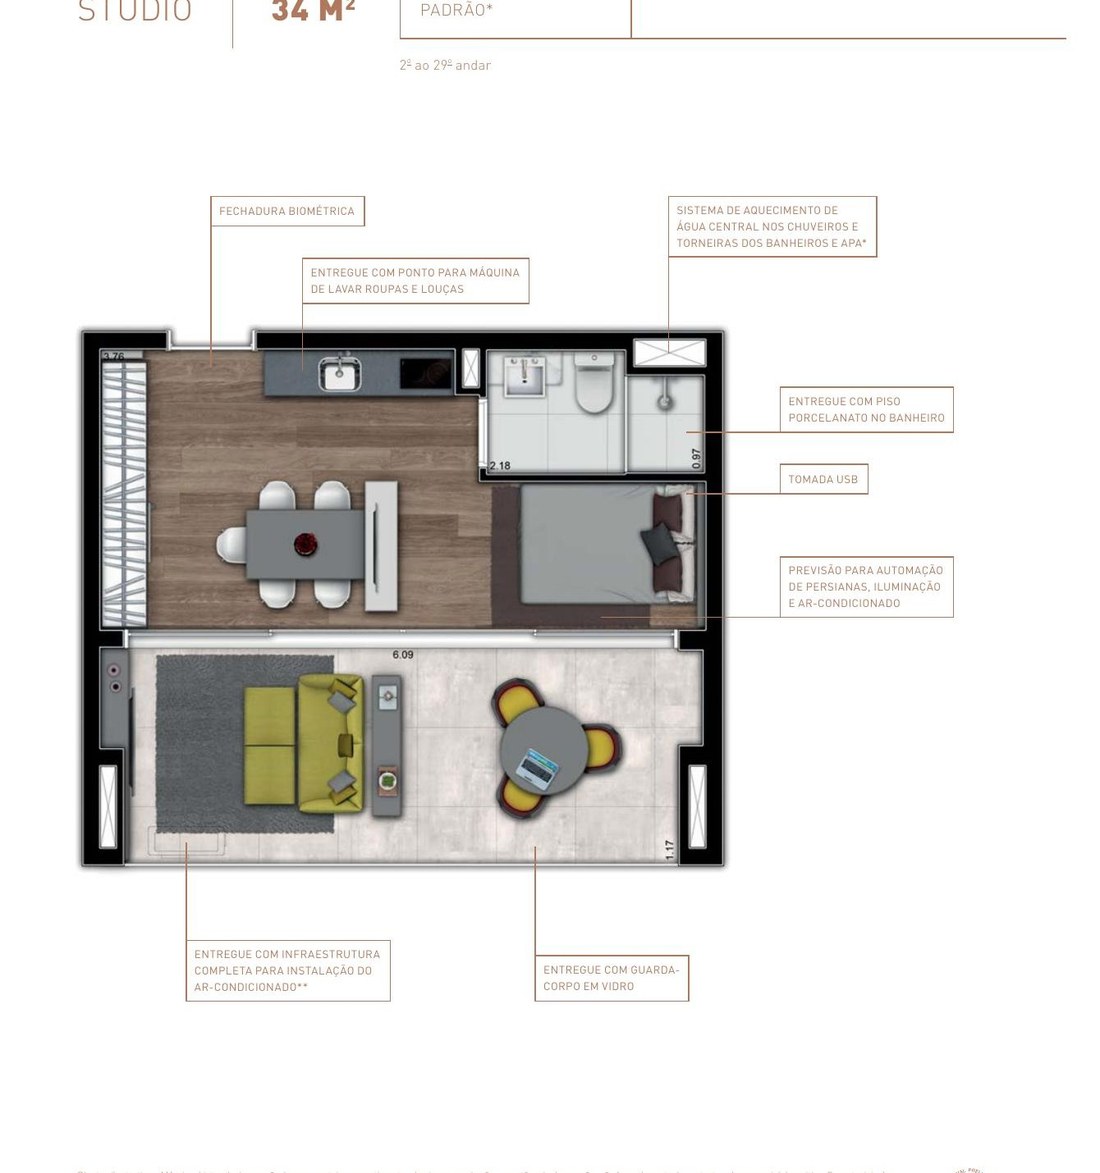 STUDIO
34 M²
PADRÃO*
2º ao 29º andar
FECHADURA BIOMÉTRICA
SISTEMA DE AQUECIMENTO DE
ÁGUA CENTRAL NOS CHUVEIROS E
TORNEIRAS DOS BANHEIROS E APA*
ENTREGUE COM PONTO PARA MÁQUINA
DE LAVAR ROUPAS E LOUÇAS
3.76
ENTREGUE COM PISO
PORCELANATO NO BANHEIRO
2.18
0.97
TOMADA USB
PREVISÃO PARA AUTOMAÇÃO
DE PERSIANAS, ILUMINAÇÃO
E AR-CONDICIONADO
6.09
1.17
ENTREGUE COM INFRAESTRUTURA
COMPLETA PARA INSTALAÇÃO DO
AR-CONDICIONADO**
ENTREGUE COM GUARDA-
CORPO EM VIDRO